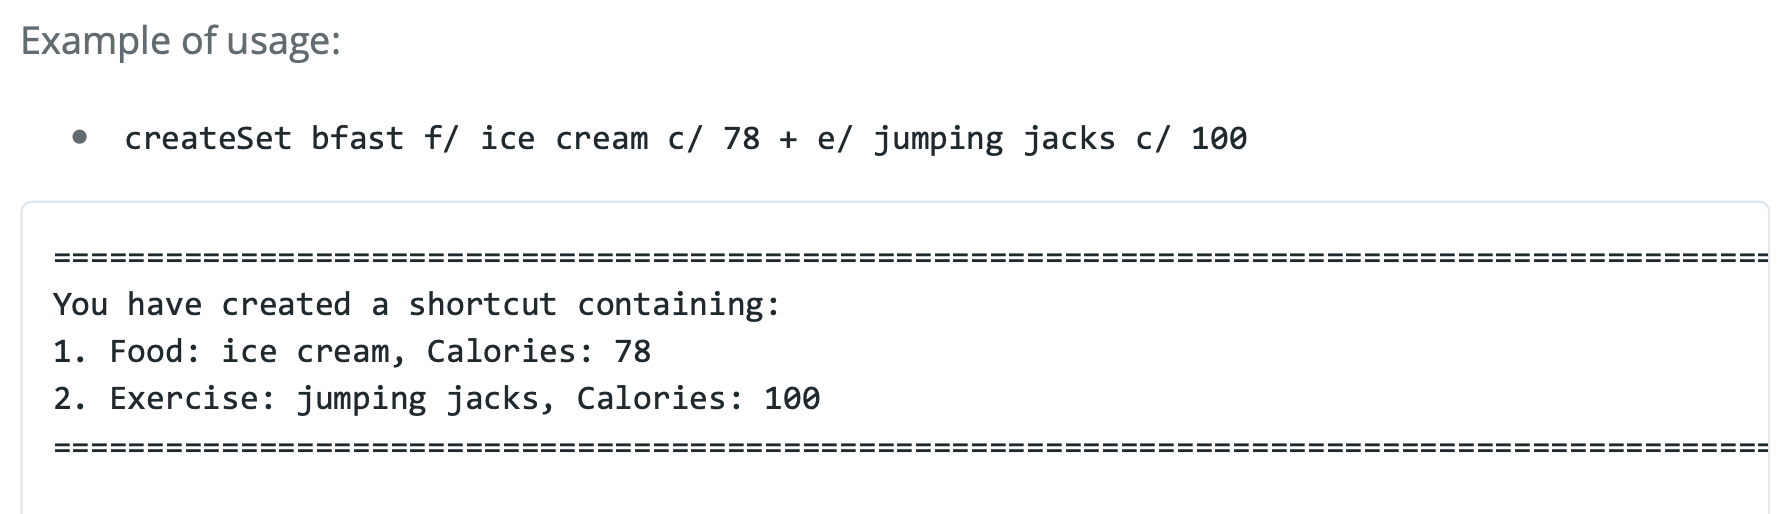 Example of usage:
• createSet bfast f/ ice cream c/ 78 + e/ jumping jacks c/ 100
============================================================================================
You have created a shortcut containing:
1. Food: ice cream, Calories: 78
2. Exercise: jumping jacks, Calories: 100
============================================================================================